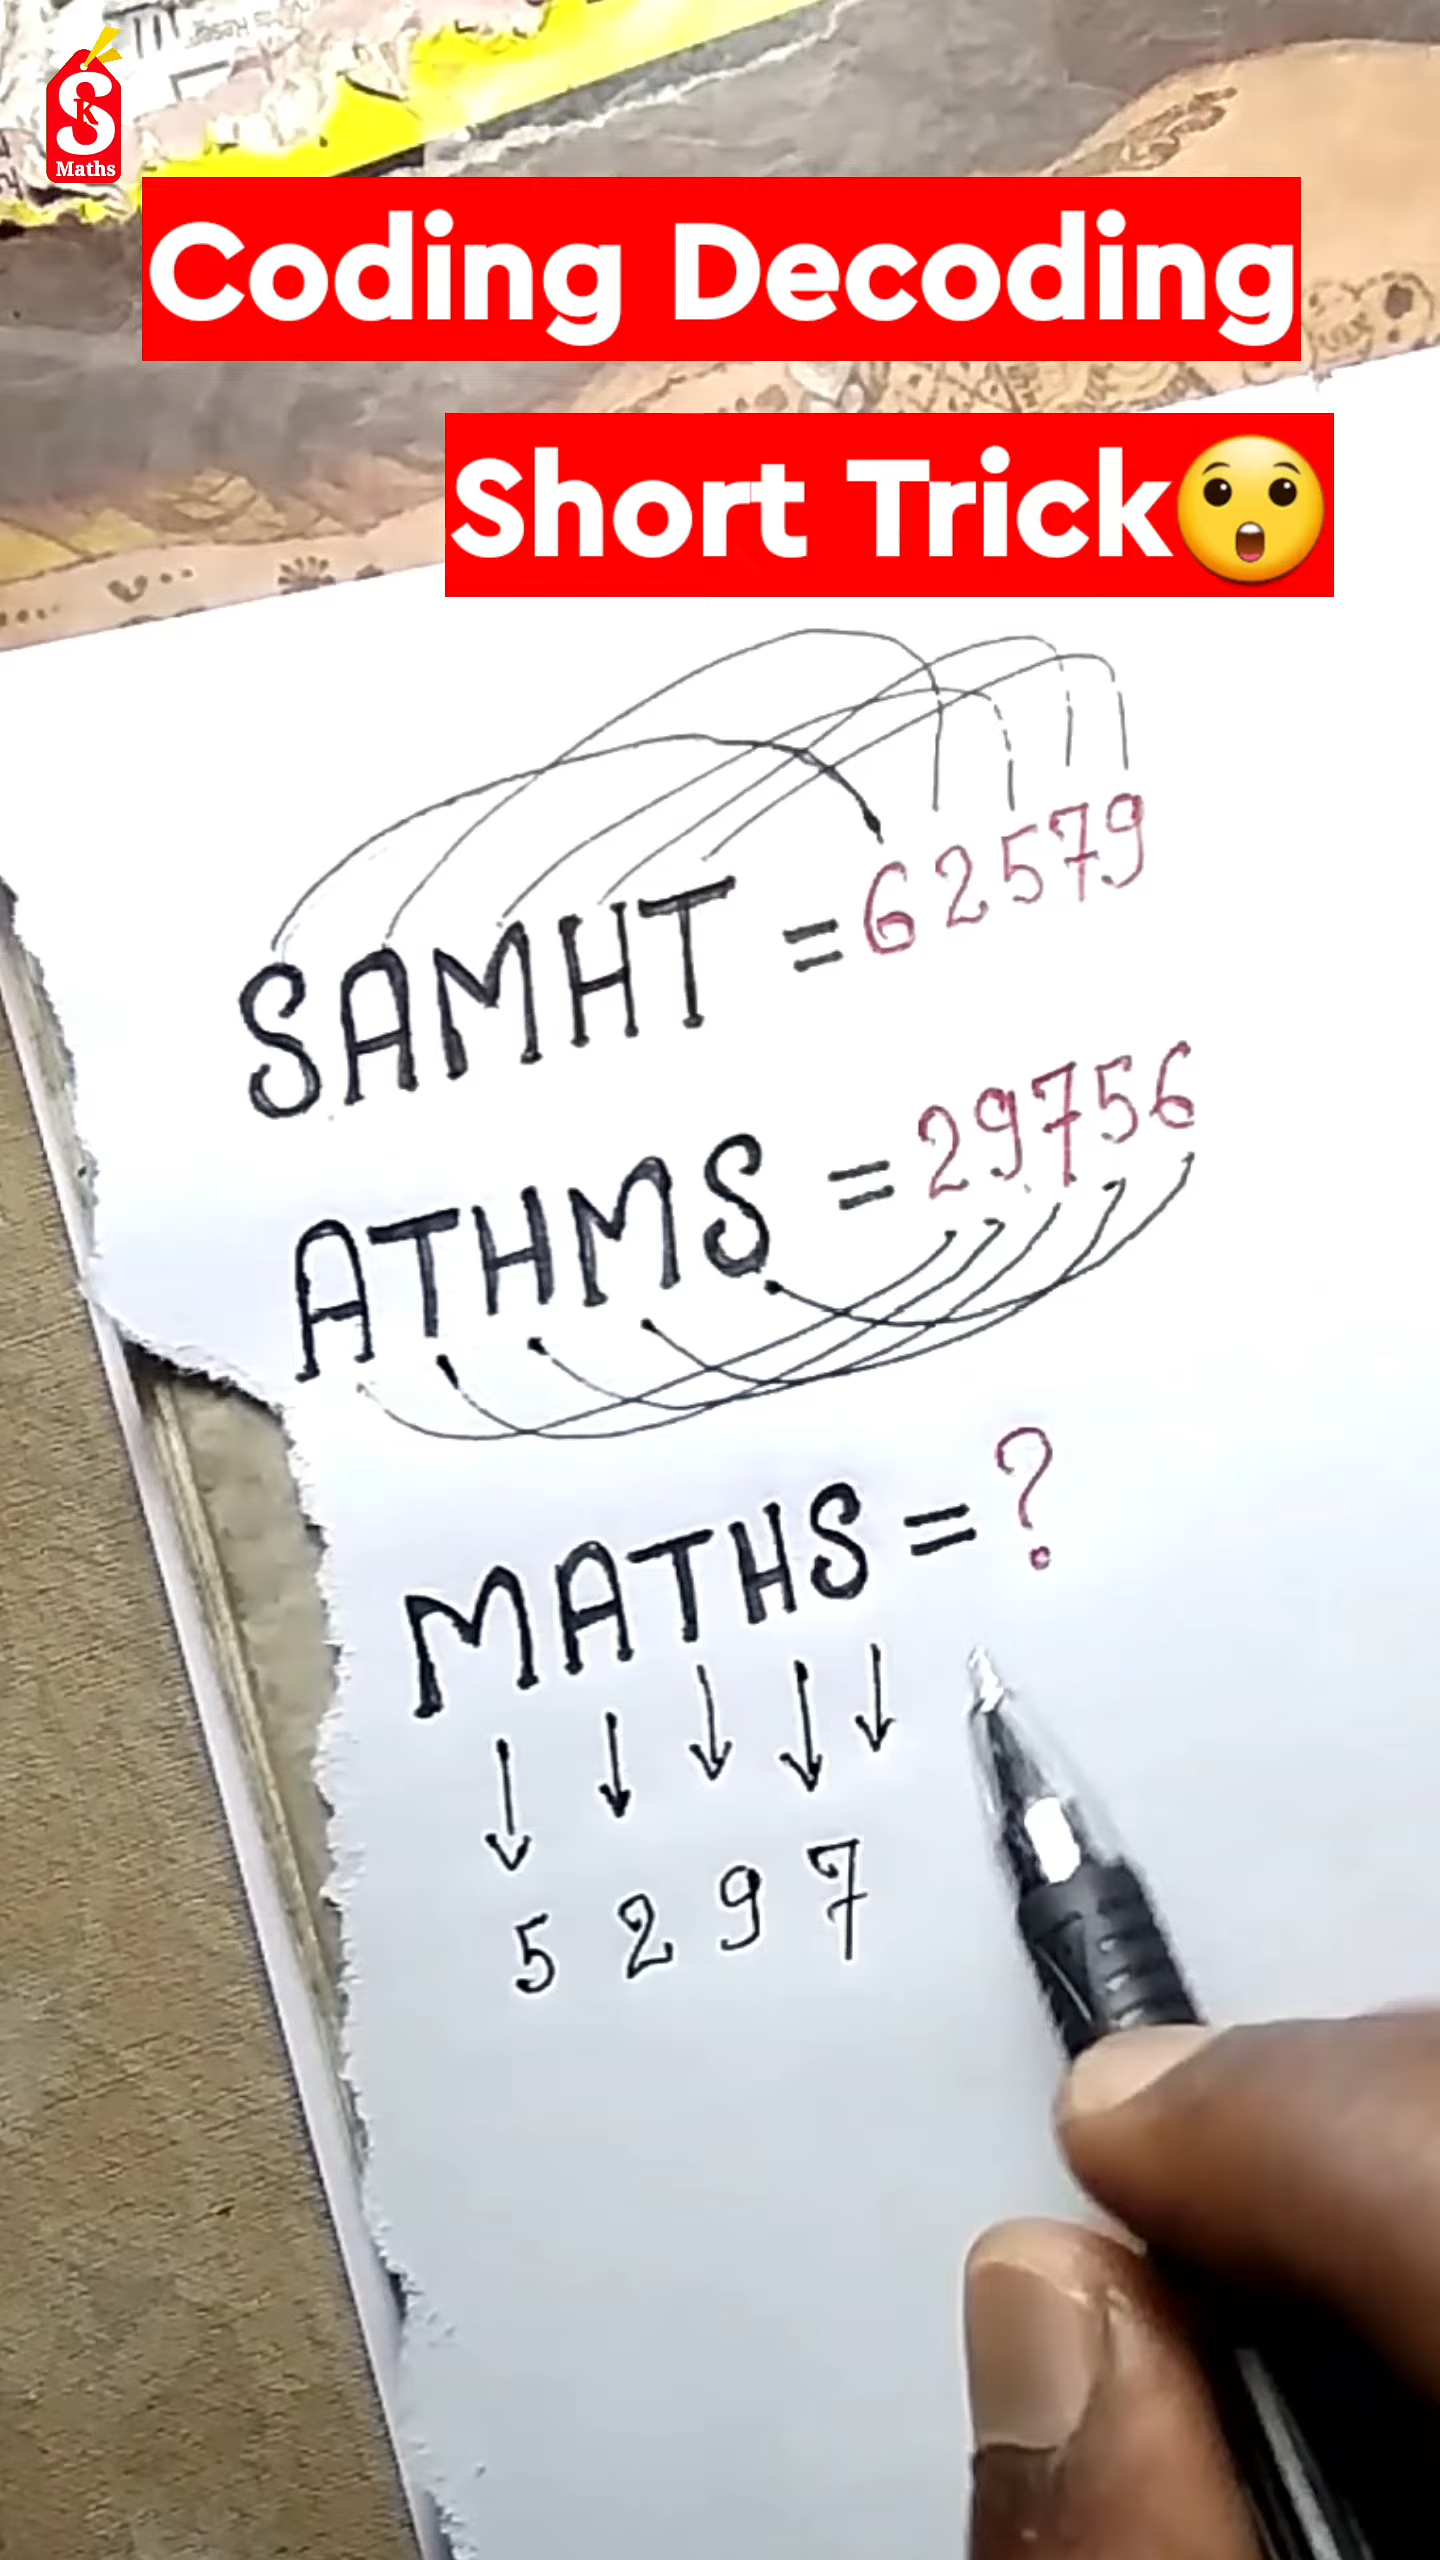 S
K
Maths
Coding Decoding
Short Trick😲
SAMHT = 62579
ATHMS = 29756
MATHS = ?
5 2 9 7